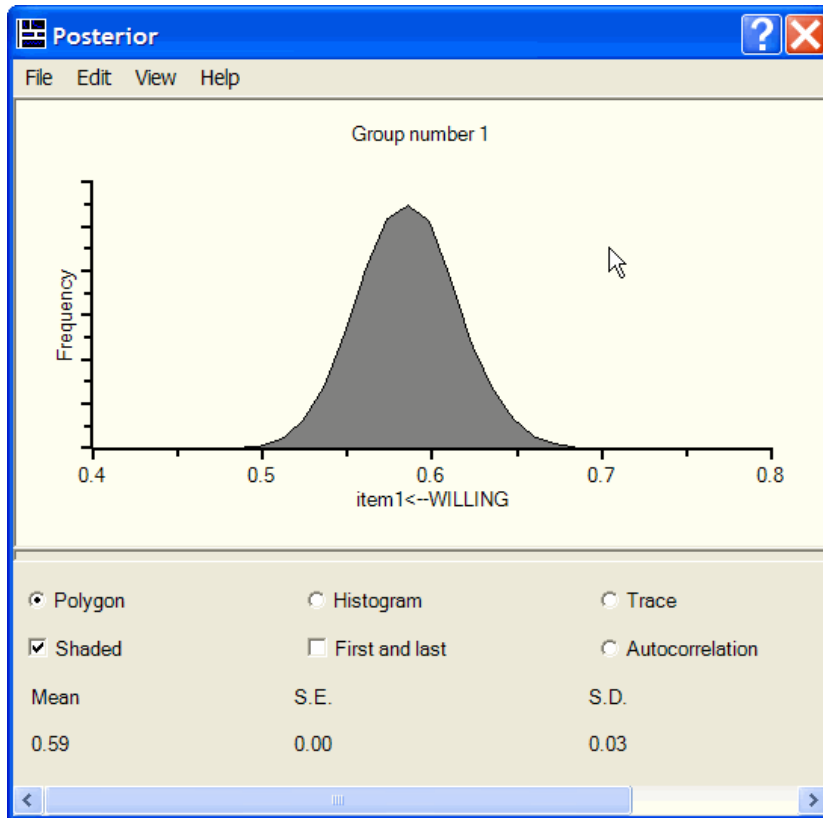 Posterior
File Edit View Help
Group number 1
Frequency
0.4 0.5 0.6 0.7 0.8
item1<--WILLING
Polygon Histogram Trace
Shaded First and last Autocorrelation
Mean S.E. S.D.
0.59 0.00 0.03